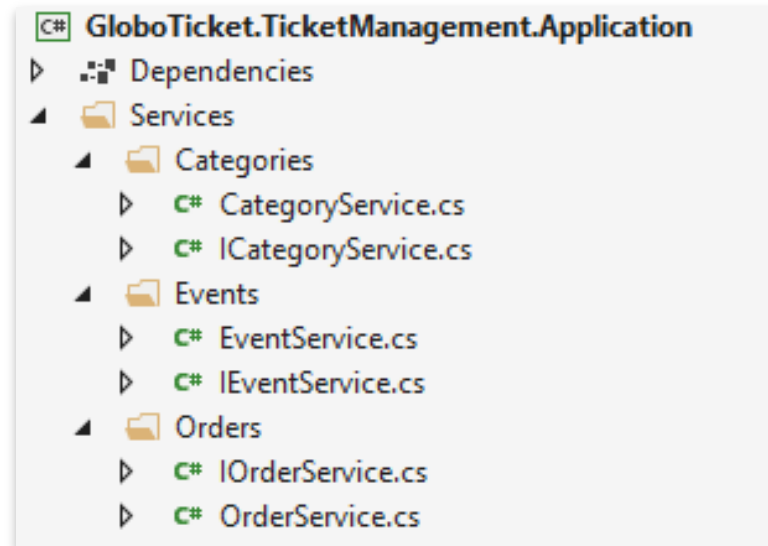 C# GloboTicket.TicketManagement.Application
Dependencies
Services
Categories
C# CategoryService.cs
C# ICategoryService.cs
Events
C# EventService.cs
C# IEventService.cs
Orders
C# IOrderService.cs
C# OrderService.cs